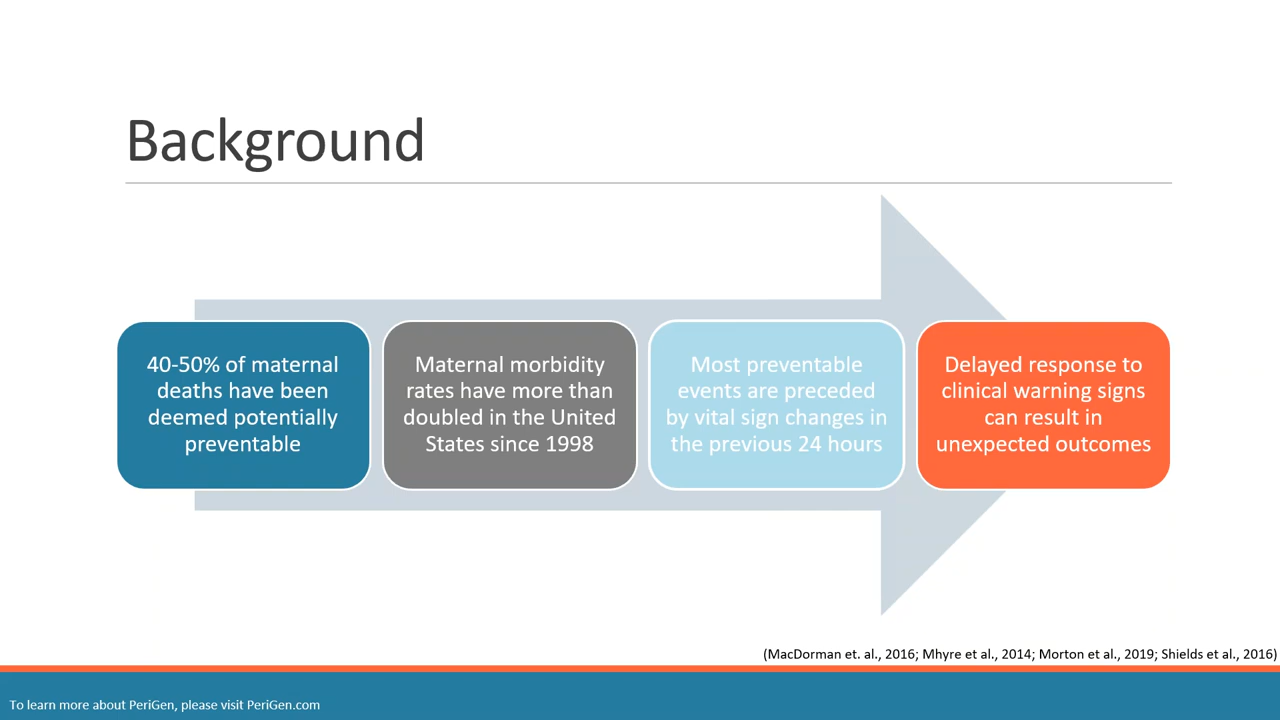 Background
40-50% of maternal
deaths have been
deemed potentially
preventable
Maternal morbidity
rates have more than
doubled in the United
States since 1998
Most preventable
events are preceded
by vital sign changes in
the previous 24 hours
Delayed response to
clinical warning signs
can result in
unexpected outcomes
(MacDorman et. al., 2016; Mhyre et al., 2014; Morton et al., 2019; Shields et al., 2016)
To learn more about PeriGen, please visit PeriGen.com